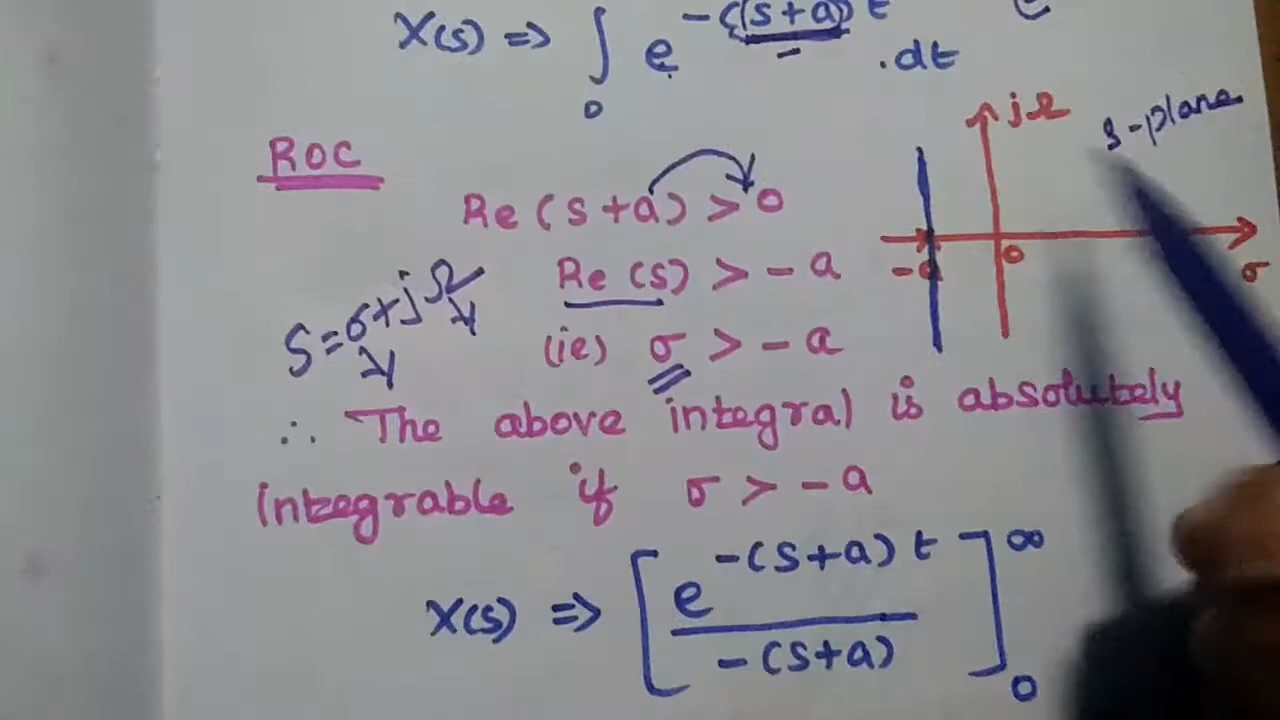 X(s) => ∫ e^-((s+a)) t .dt
0
jΩ
s-plane
ROC
Re(s+a) > 0
0
-a
σ
Re(s) > -a
S=σ+jΩ
(ie) σ > -a
∴ The above integral is absolutely
Integrable if σ > -a
X(s) => [e^-(s+a)t / -(s+a)]
∞
0